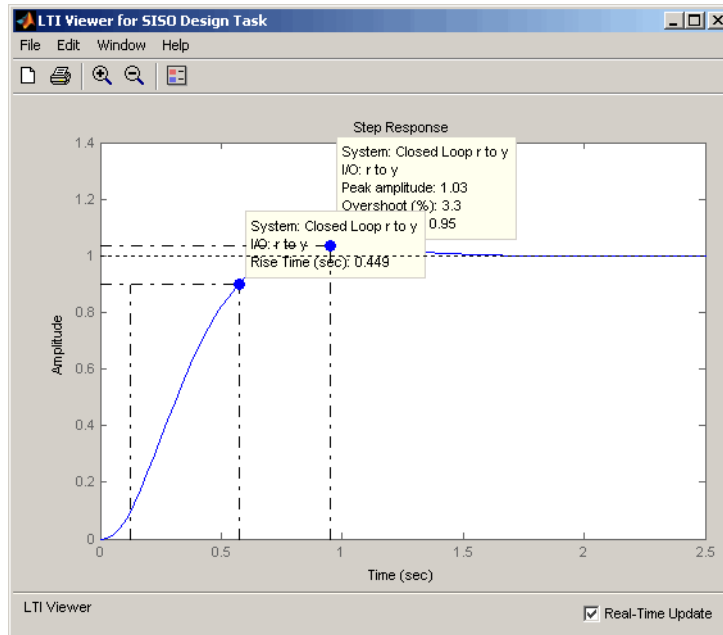 LTI Viewer for SISO Design Task
File Edit Window Help
Step Response
System: Closed Loop r to y
I/O: r to y
Peak amplitude: 1.03
Overshoot (%): 3.3
0.95
System: Closed Loop r to y
I/O: r to y
Rise Time (sec): 0.449
1.4
1.2
1
0.8
0.6
0.4
0.2
0
Amplitude
0 0.5 1 1.5 2 2.5
Time (sec)
LTI Viewer
Real-Time Update